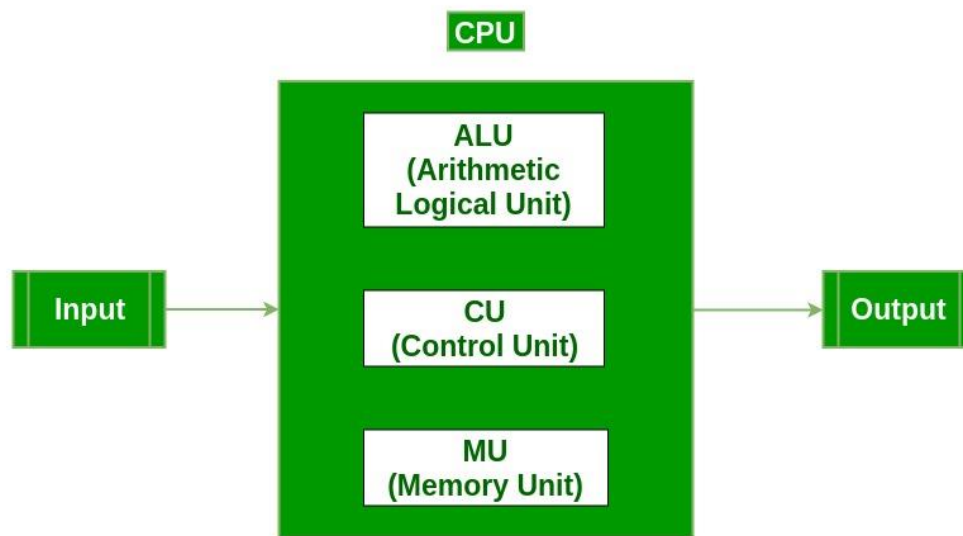 CPU
ALU
(Arithmetic
Logical Unit)
Input
CU
(Control Unit)
Output
MU
(Memory Unit)